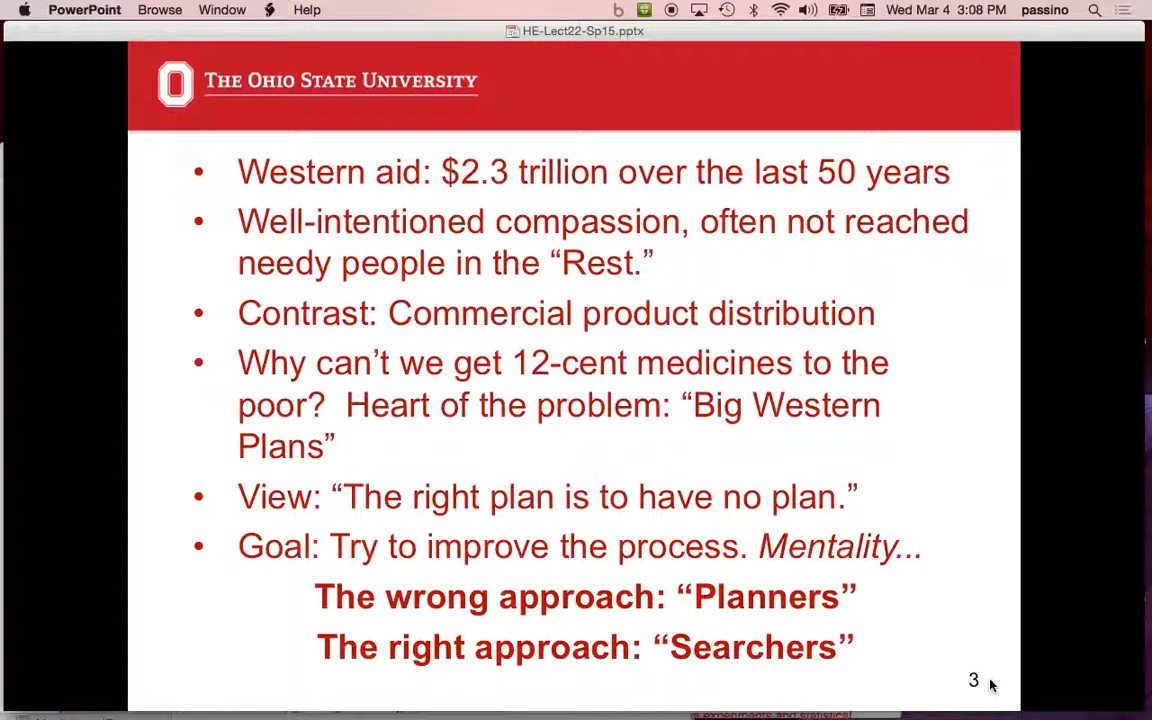 PowerPoint Browse Window Help Wed Mar 4 3:08 PM passino
HE-Lect22-Sp15.pptx
THE OHIO STATE UNIVERSITY
• Western aid: $2.3 trillion over the last 50 years
• Well-intentioned compassion, often not reached
needy people in the “Rest.”
• Contrast: Commercial product distribution
• Why can’t we get 12-cent medicines to the
poor? Heart of the problem: “Big Western
Plans”
• View: “The right plan is to have no plan.”
• Goal: Try to improve the process. Mentality...
The wrong approach: “Planners”
The right approach: “Searchers”
3